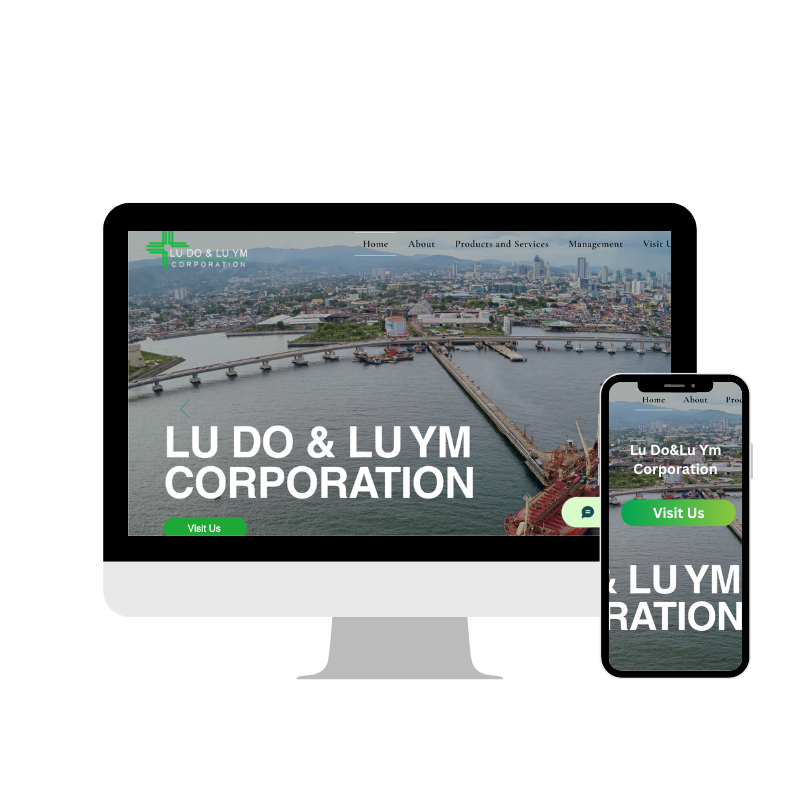 LU DO & LU YM
CORPORATION
Home About Products and Services Management Visit U
LU DO & LU YM
CORPORATION
Visit Us
Home About Prod
Lu Do&Lu Ym
Corporation
Visit Us
& LU YM
RATION